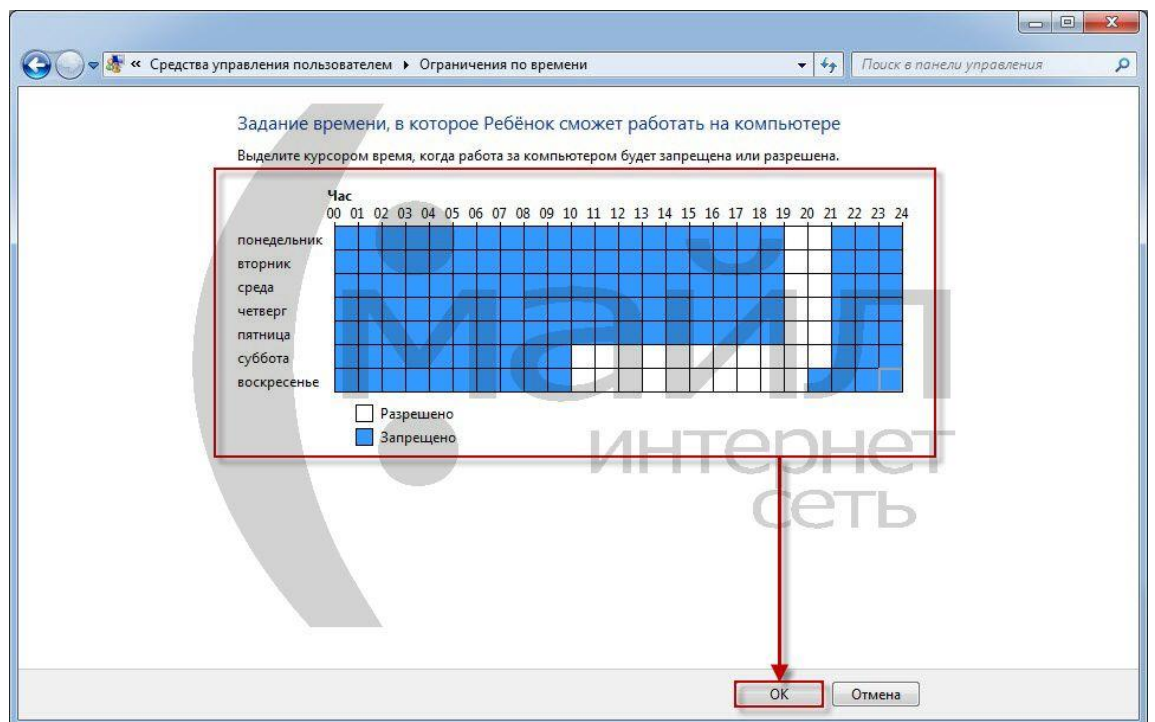 « Средства управления пользователем ▸ Ограничения по времени
Поиск в панели управления
Задание времени, в которое Ребёнок сможет работать на компьютере
Выделите курсором время, когда работа за компьютером будет запрещена или разрешена.
Час
00 01 02 03 04 05 06 07 08 09 10 11 12 13 14 15 16 17 18 19 20 21 22 23 24
понедельник
вторник
среда
четверг
пятница
суббота
воскресенье
Разрешено
Запрещено
майл
интернет
сеть
ОК
Отмена